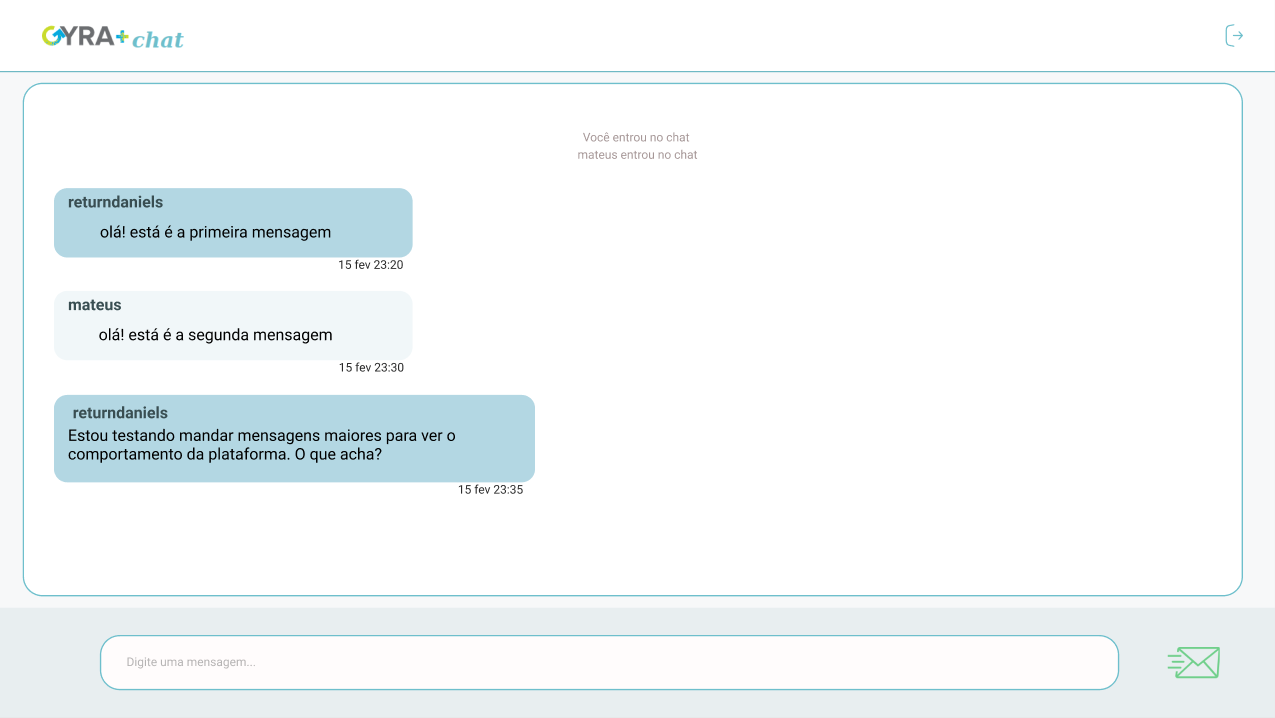 GYRA+ chat
Você entrou no chat
mateus entrou no chat
returndaniels
olá! está é a primeira mensagem
15 fev 23:20
mateus
olá! está é a segunda mensagem
15 fev 23:30
returndaniels
Estou testando mandar mensagens maiores para ver o
comportamento da plataforma. O que acha?
15 fev 23:35
Digite uma mensagem...